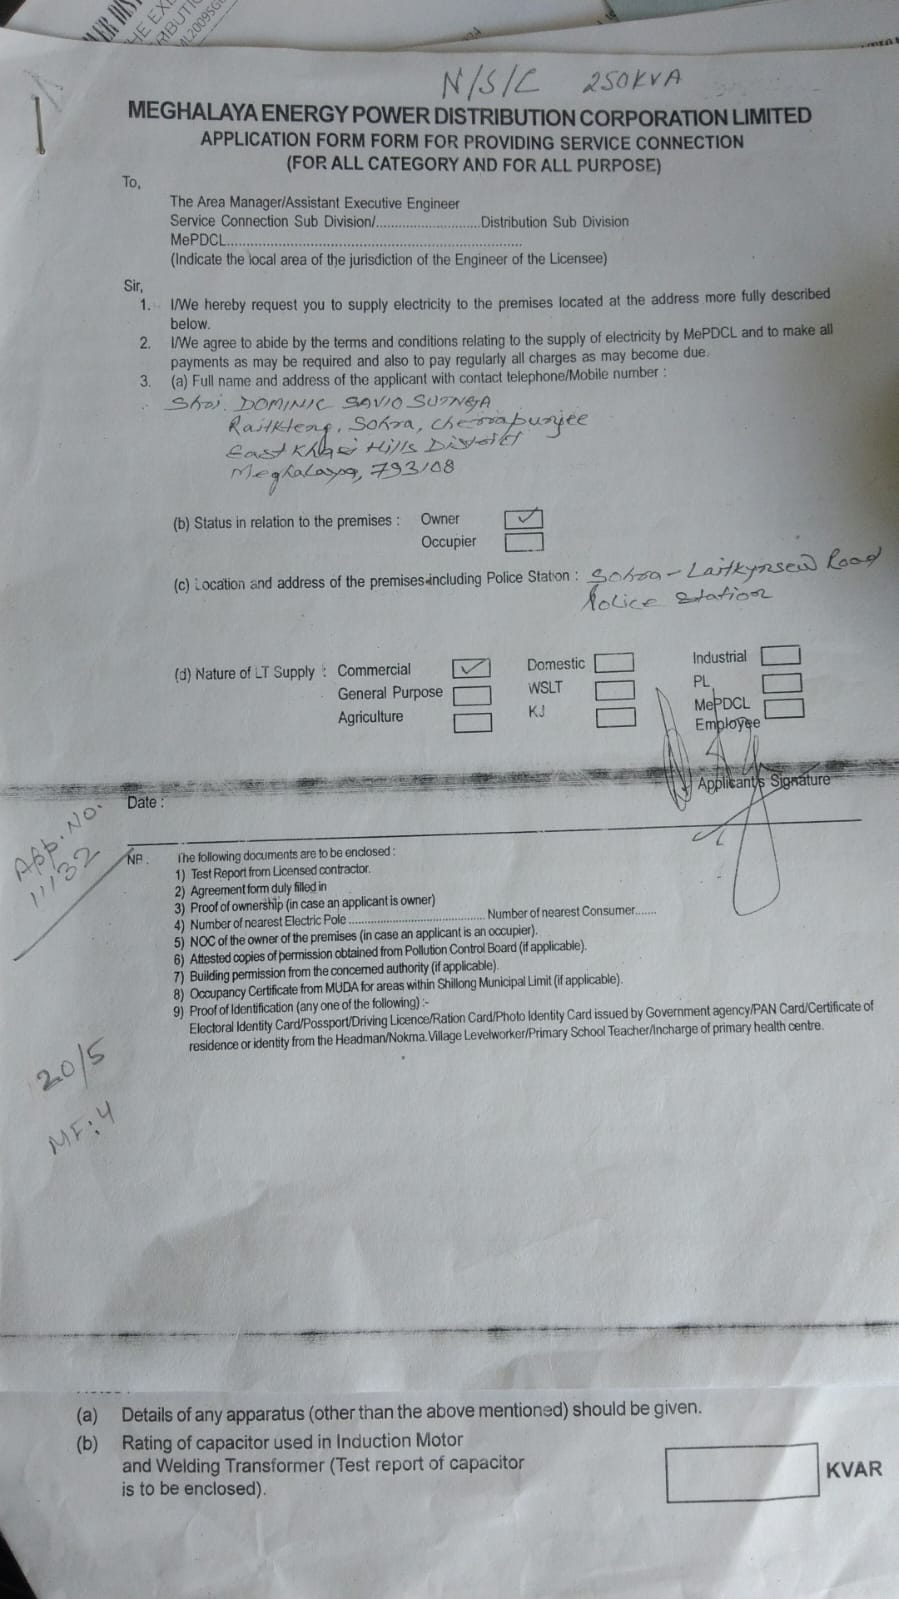 N/S/C 250KVA
MEGHALAYA ENERGY POWER DISTRIBUTION CORPORATION LIMITED
APPLICATION FORM FORM FOR PROVIDING SERVICE CONNECTION
(FOR ALL CATEGORY AND FOR ALL PURPOSE)
To,
The Area Manager/Assistant Executive Engineer
Service Connection Sub Division/...........................Distribution Sub Division
MePDCL..........................................................................
(Indicate the local area of the jurisdiction of the Engineer of the Licensee)
Sir,
1. I/We hereby request you to supply electricity to the premises located at the address more fully described
below.
2. I/We agree to abide by the terms and conditions relating to the supply of electricity by MePDCL and to make all
payments as may be required and also to pay regularly all charges as may become due.
3. (a) Full name and address of the applicant with contact telephone/Mobile number :
Shri. DOMINIC SAVIO SUTNGA
Sohra, Cherrapunjee
East Khasi Hills District
Meghalaya, 793108
(b) Status in relation to the premises : Owner ✓
Occupier
(c) Location and address of the premises including Police Station : Sohra - Laitkynsew Road
Police Station
(d) Nature of LT Supply : Commercial ✓ Domestic Industrial
General Purpose WSLT PL
Agriculture KJ MePDCL
Employee
Applicant's Signature
Date :
App. No.
11132
NB : The following documents are to be enclosed :
1) Test Report from Licensed contractor.
2) Agreement form duly filled in
3) Proof of ownership (in case an applicant is owner)
4) Number of nearest Electric Pole ........................................... Number of nearest Consumer.......
5) NOC of the owner of the premises (in case an applicant is an occupier).
6) Attested copies of permission obtained from Pollution Control Board (if applicable).
7) Building permission from the concerned authority (if applicable).
8) Occupancy Certificate from MUDA for areas within Shillong Municipal Limit (if applicable).
9) Proof of Identification (any one of the following) :-
Electoral Identity Card/Possport/Driving Licence/Ration Card/Photo Identity Card issued by Government agency/PAN Card/Certificate of
residence or identity from the Headman/Nokma. Village Levelworker/Primary School Teacher/Incharge of primary health centre.
20/5
MF: 4
(a) Details of any apparatus (other than the above mentioned) should be given.
(b) Rating of capacitor used in Induction Motor
and Welding Transformer (Test report of capacitor KVAR
is to be enclosed).